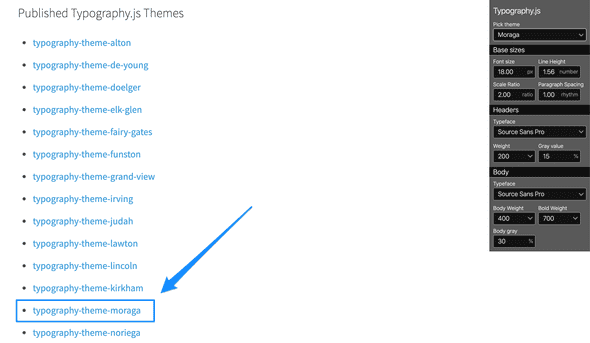 Published Typography.js Themes
typography-theme-alton
typography-theme-de-young
typography-theme-doelger
typography-theme-elk-glen
typography-theme-fairy-gates
typography-theme-funston
typography-theme-grand-view
typography-theme-irving
typography-theme-judah
typography-theme-lawton
typography-theme-lincoln
typography-theme-kirkham
typography-theme-moraga
typography-theme-noriega
Typography.js
Pick theme
Moraga
Base sizes
Font size Line Height
18.00 px 1.56 number
Scale Ratio Paragraph Spacing
2.00 ratio 1.00 rhythm
Headers
Typeface
Source Sans Pro
Weight Gray value
200 15 %
Body
Typeface
Source Sans Pro
Body Weight Bold Weight
400 700
Body gray
30 %